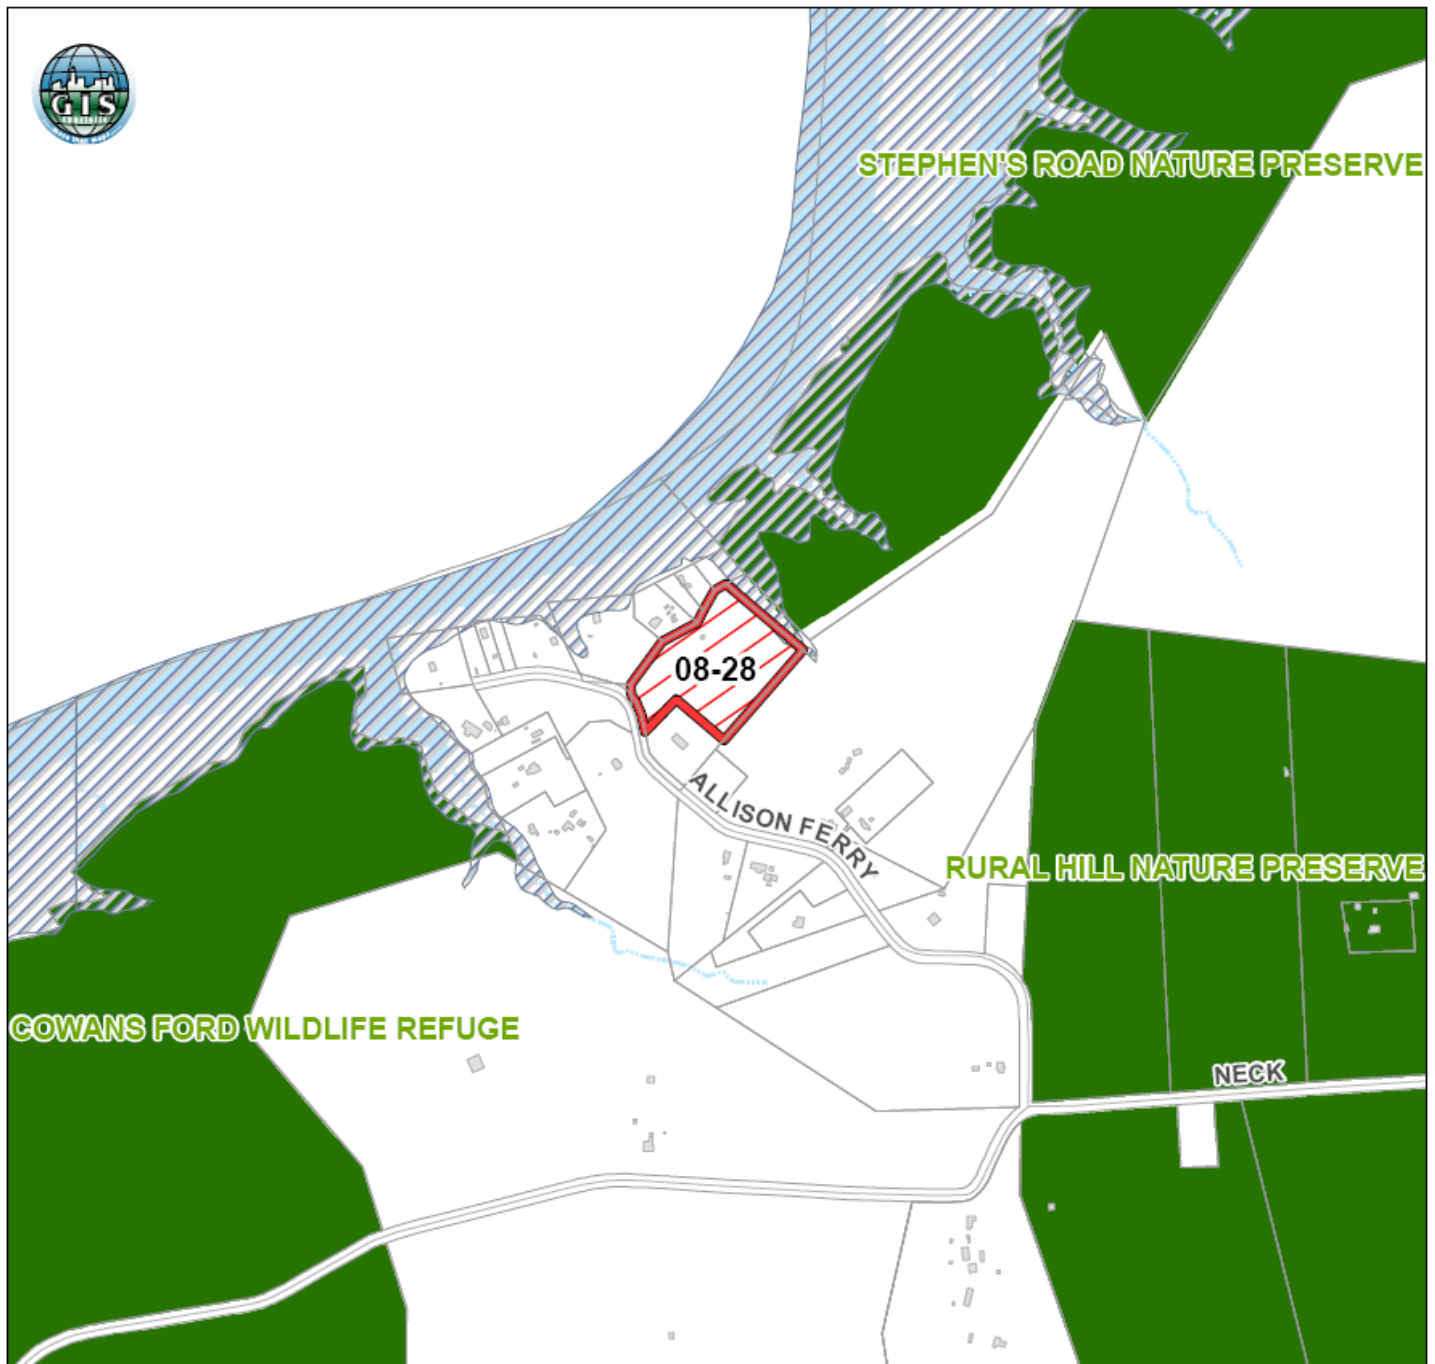 GIS
STEPHEN'S ROAD NATURE PRESERVE
08-28
ALLISON FERRY
RURAL HILL NATURE PRESERVE
COWANS FORD WILDLIFE REFUGE
NECK